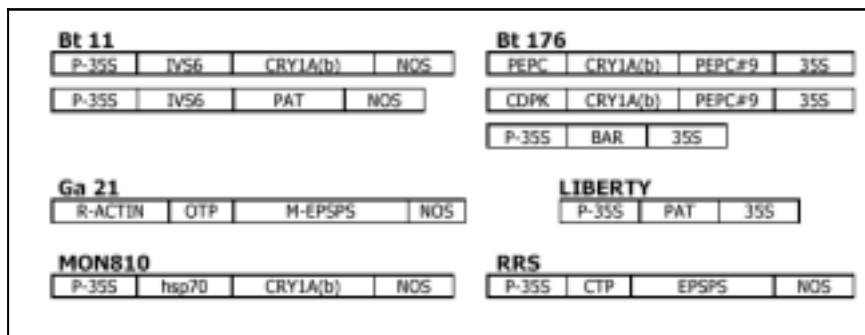 Bt 11
P-35S IVS6 CRY1A(b) NOS
P-35S IVS6 PAT NOS
Bt 176
PEPC CRY1A(b) PEPC#9 35S
CDPK CRY1A(b) PEPC#9 35S
P-35S BAR 35S
Ga 21
R-ACTIN OTP M-EPSPS NOS
LIBERTY
P-35S PAT 35S
MON810
P-35S hsp70 CRY1A(b) NOS
RRS
P-35S CTP EPSPS NOS